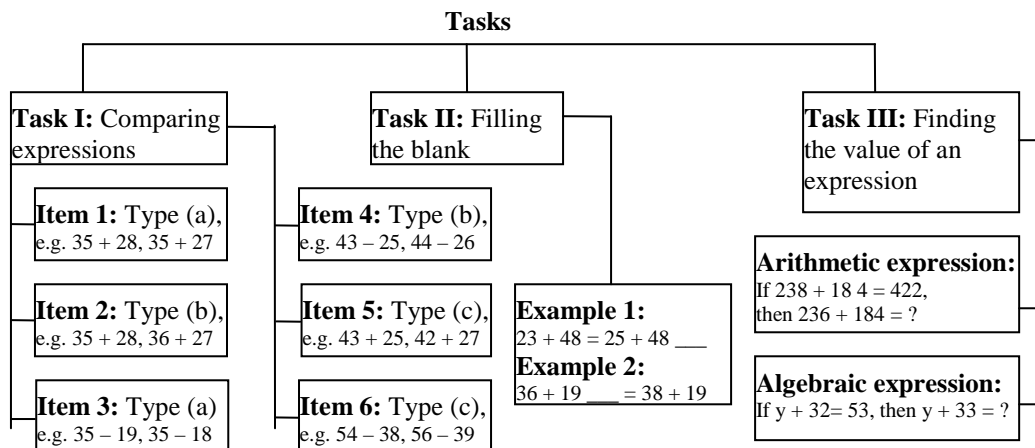 Tasks
Task I: Comparing
expressions
Item 1: Type (a),
e.g. 35 + 28, 35 + 27
Item 2: Type (b),
e.g. 35 + 28, 36 + 27
Item 3: Type (a)
e.g. 35 – 19, 35 – 18
Item 4: Type (b),
e.g. 43 – 25, 44 – 26
Item 5: Type (c),
e.g. 43 + 25, 42 + 27
Item 6: Type (c),
e.g. 54 – 38, 56 – 39
Task II: Filling
the blank
Example 1:
23 + 48 = 25 + 48 ___
Example 2:
36 + 19 ___ = 38 + 19
Task III: Finding
the value of an
expression
Arithmetic expression:
If 238 + 18 4 = 422,
then 236 + 184 = ?
Algebraic expression:
If y + 32= 53, then y + 33 = ?